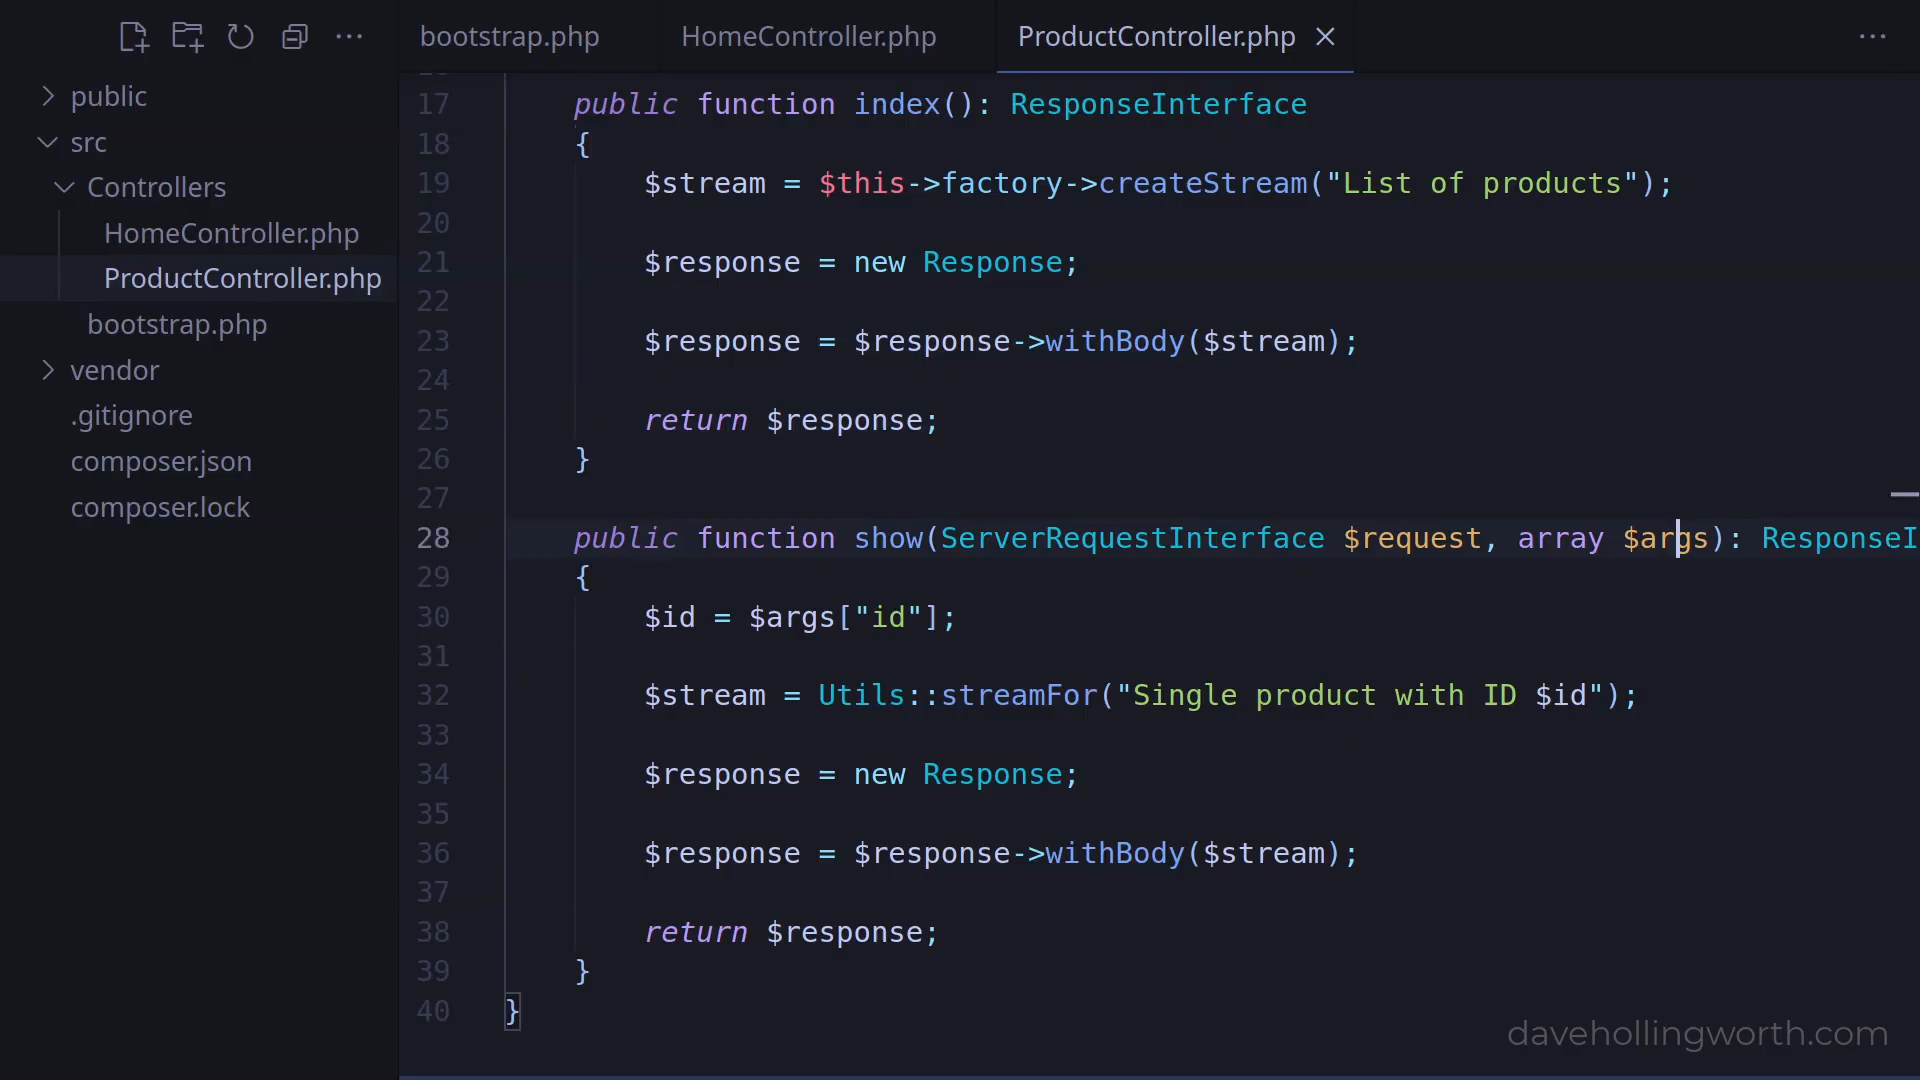 bootstrap.php HomeController.php ProductController.php
public
src
Controllers
HomeController.php
ProductController.php
bootstrap.php
vendor
.gitignore
composer.json
composer.lock
17 public function index(): ResponseInterface
18 {
19 $stream = $this->factory->createStream("List of products");
20
21 $response = new Response;
22
23 $response = $response->withBody($stream);
24
25 return $response;
26 }
27
28 public function show(ServerRequestInterface $request, array $args): ResponseI
29 {
30 $id = $args["id"];
31
32 $stream = Utils::streamFor("Single product with ID $id");
33
34 $response = new Response;
35
36 $response = $response->withBody($stream);
37
38 return $response;
39 }
40 }
davehollingworth.com